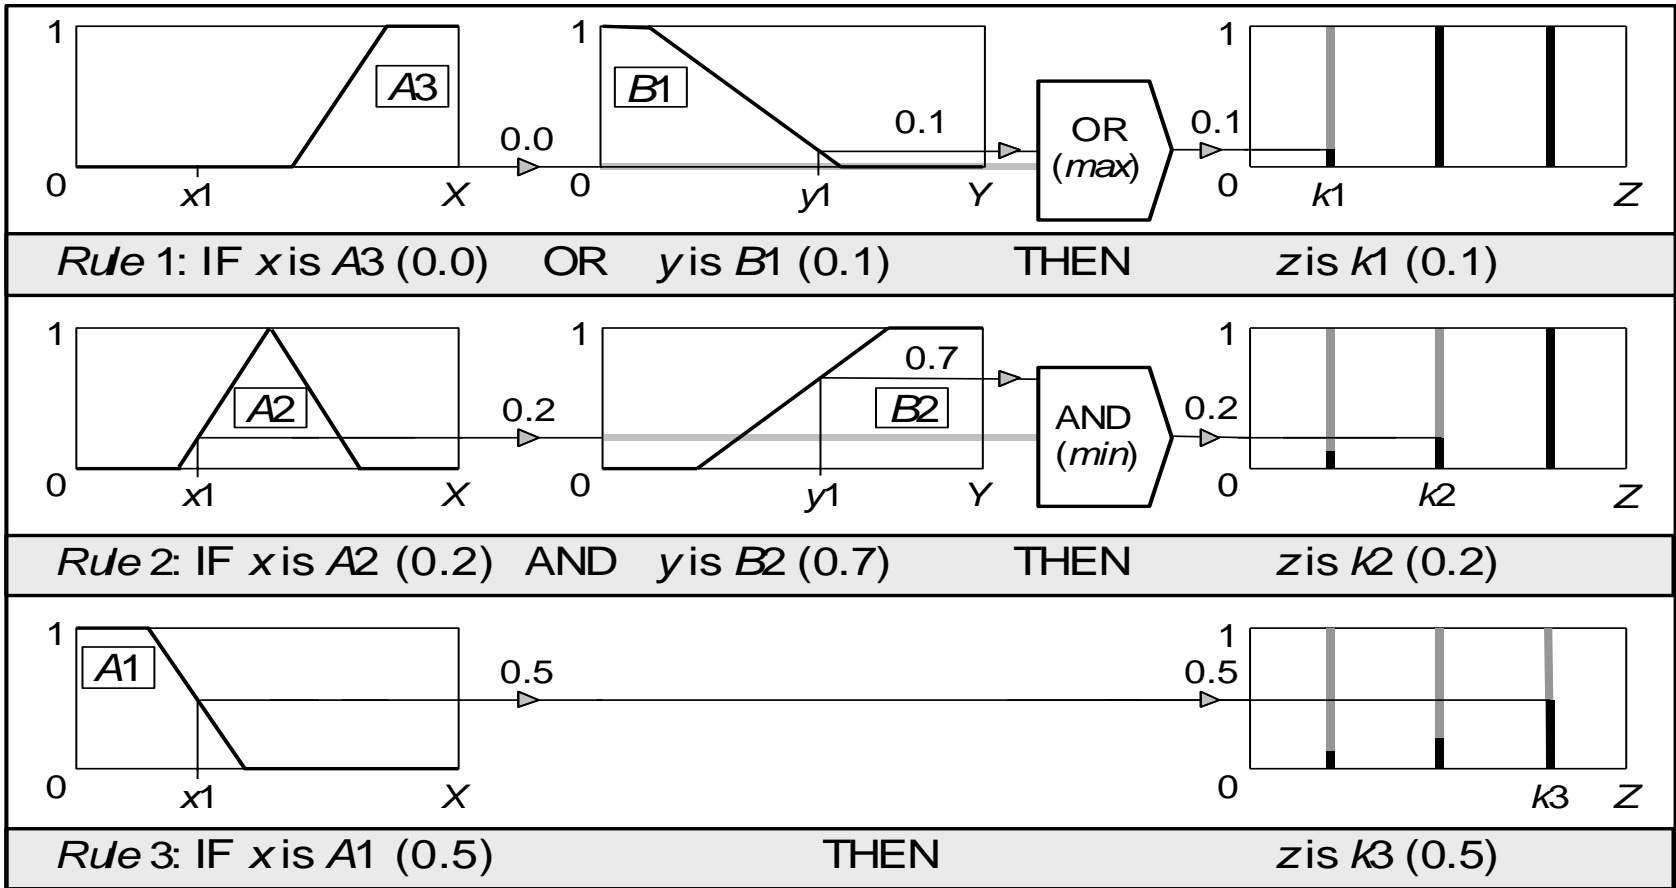 1 1 1
A3 B1
0.0 0.1 OR (max) 0.1
0 x1 X 0 y1 Y 0 k1 Z
Rule 1: IF x is A3 (0.0) OR y is B1 (0.1) THEN z is k1 (0.1)
1 1 1
A2 0.2 0.7 B2 AND (min) 0.2
0 x1 X 0 y1 Y 0 k2 Z
Rule 2: IF x is A2 (0.2) AND y is B2 (0.7) THEN z is k2 (0.2)
1 1
A1 0.5 0.5
0 x1 X 0 k3 Z
Rule 3: IF x is A1 (0.5) THEN z is k3 (0.5)